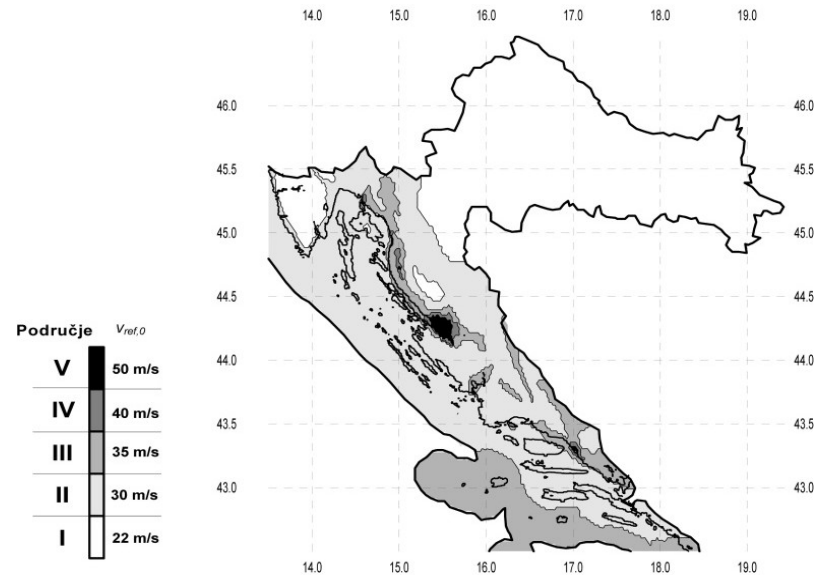 14.0 15.0 16.0 17.0 18.0 19.0
46.0 46.0
45.5 45.5
45.0 45.0
44.5 44.5
Područje Vref,0
44.0 44.0
V 50 m/s
IV 40 m/s
43.5 43.5
III 35 m/s
II 30 m/s
43.0 43.0
I 22 m/s
14.0 15.0 16.0 17.0 18.0 19.0